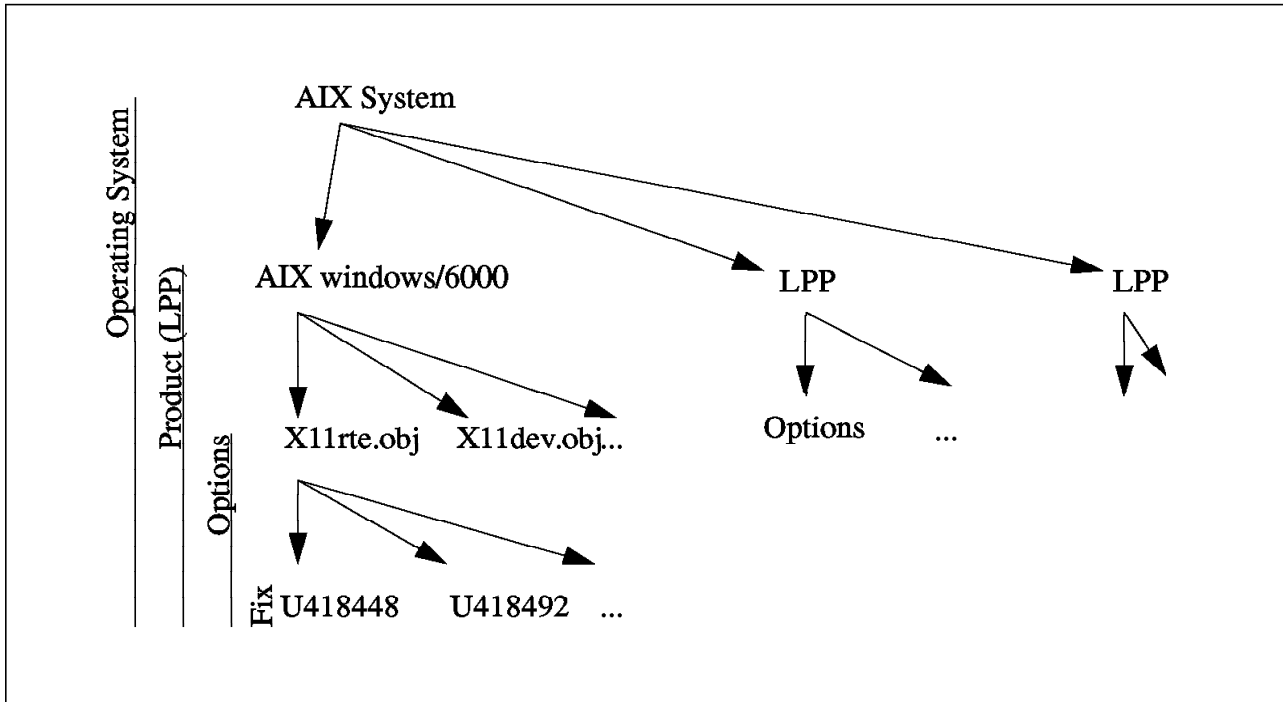 AIX System
Operating System
AIX windows/6000
LPP
LPP
Product (LPP)
X11rte.obj
X11dev.obj...
Options
...
Options
Fix
U418448
U418492
...